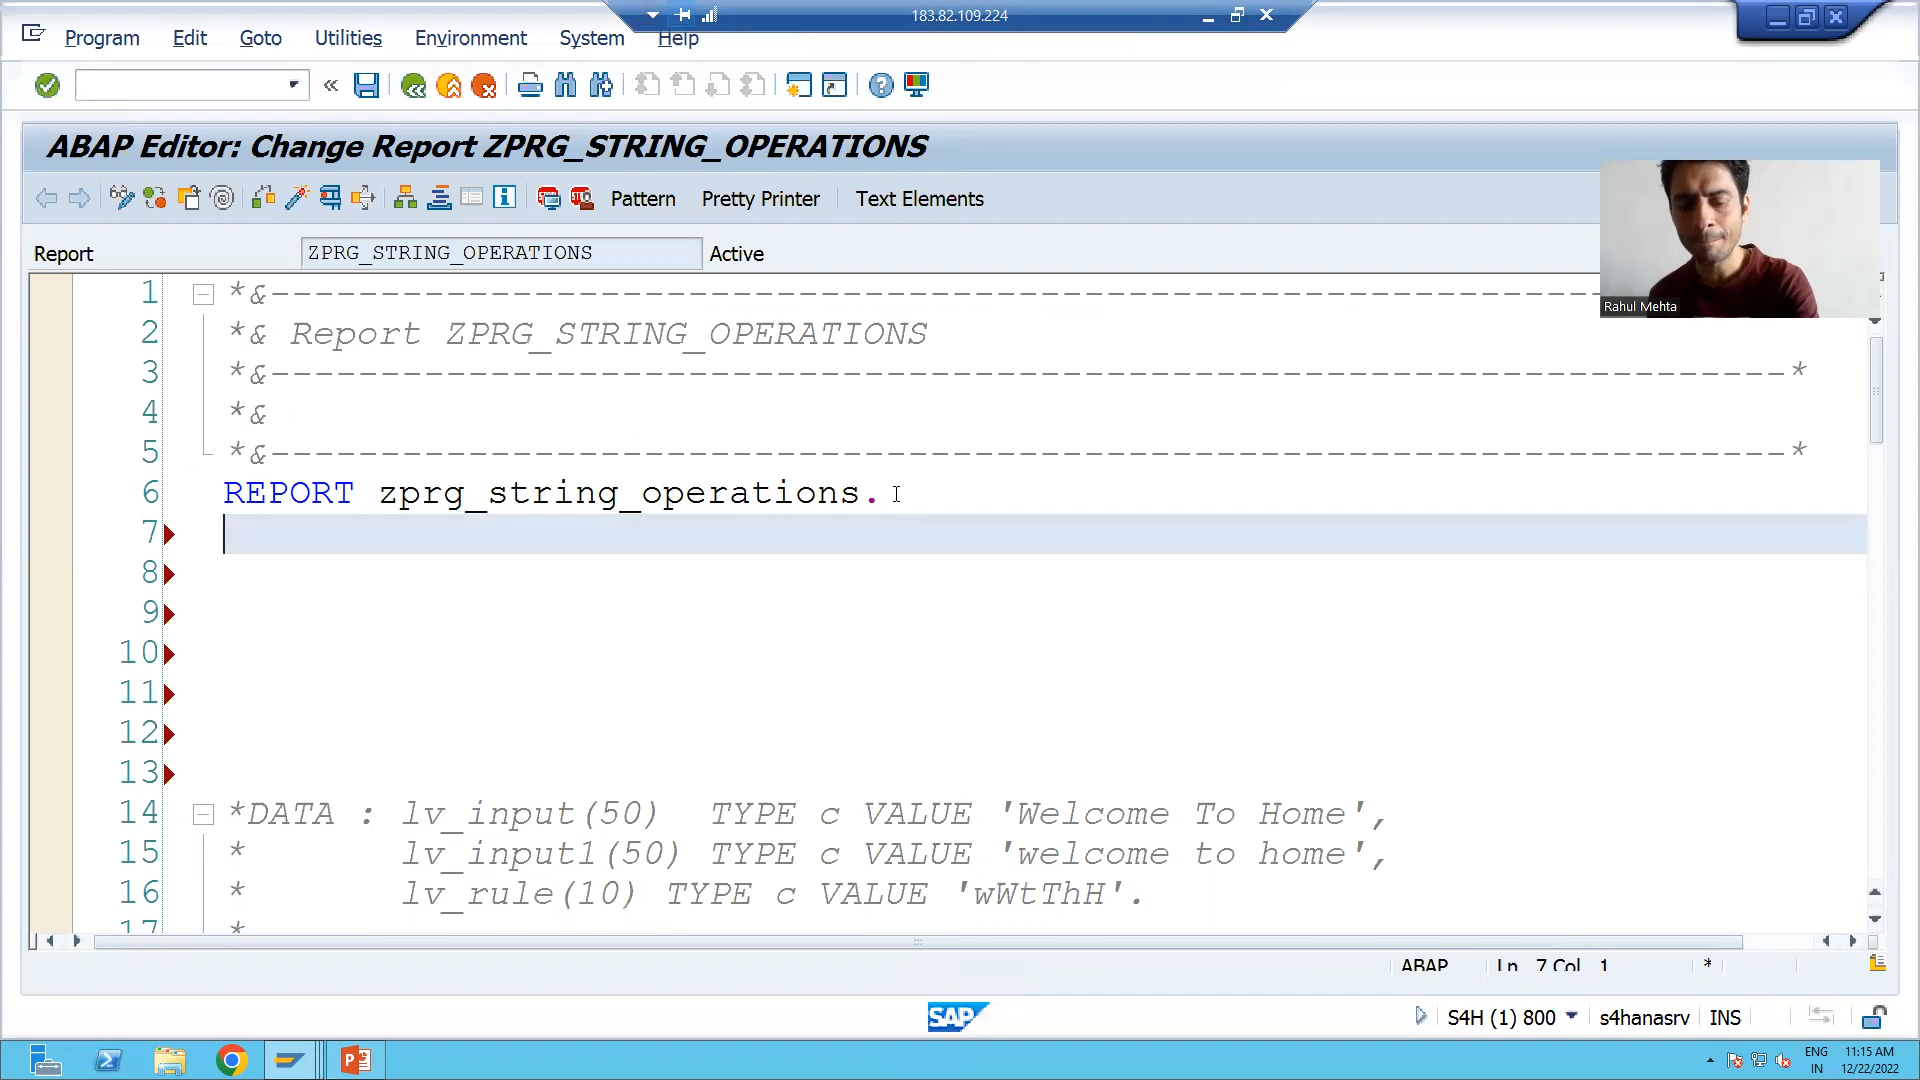 183.82.109.224
Program Edit Goto Utilities Environment System Help
ABAP Editor: Change Report ZPRG_STRING_OPERATIONS
Pattern Pretty Printer Text Elements
Report ZPRG_STRING_OPERATIONS Active
Rahul Mehta
1 *&---------------------------------------------------------------------
2 *& Report ZPRG_STRING_OPERATIONS
3 *&---------------------------------------------------------------------*
4 *&
5 *&---------------------------------------------------------------------*
6 REPORT zprg_string_operations.
7
8
9
10
11
12
13
14 *DATA : lv_input(50) TYPE c VALUE 'Welcome To Home',
15 * lv_input1(50) TYPE c VALUE 'welcome to home',
16 * lv_rule(10) TYPE c VALUE 'wWtThH'.
17 *
ABAP Ln 7 Col 1 *
SAP
S4H (1) 800 s4hanasrv INS
ENG 11:15 AM
IN 12/22/2022